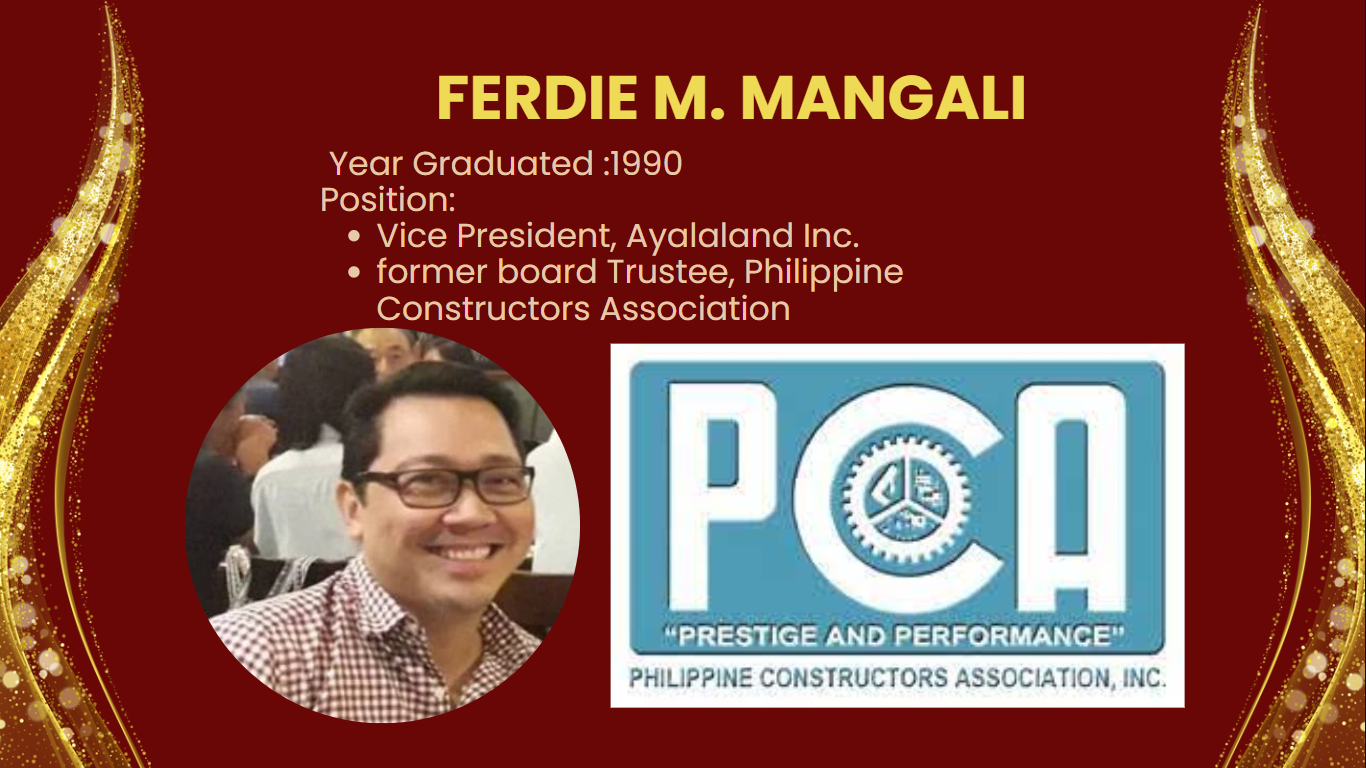 FERDIE M. MANGALI
Year Graduated :1990
Position:
• Vice President, Ayalaland Inc.
• former board Trustee, Philippine
Constructors Association
PCA
“PRESTIGE AND PERFORMANCE”
PHILIPPINE CONSTRUCTORS ASSOCIATION, INC.